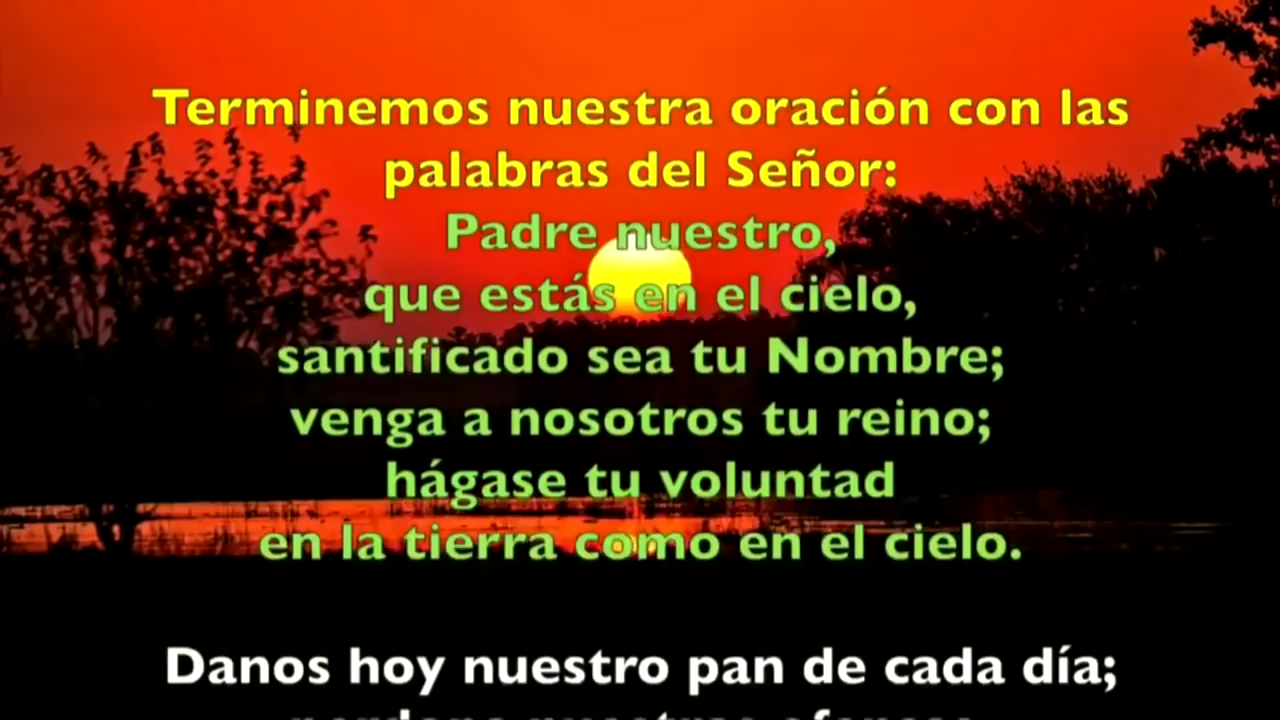 Terminemos nuestra oración con las
palabras del Señor:
Padre nuestro,
que estás en el cielo,
santificado sea tu Nombre;
venga a nosotros tu reino;
hágase tu voluntad
en la tierra como en el cielo.
Danos hoy nuestro pan de cada día;